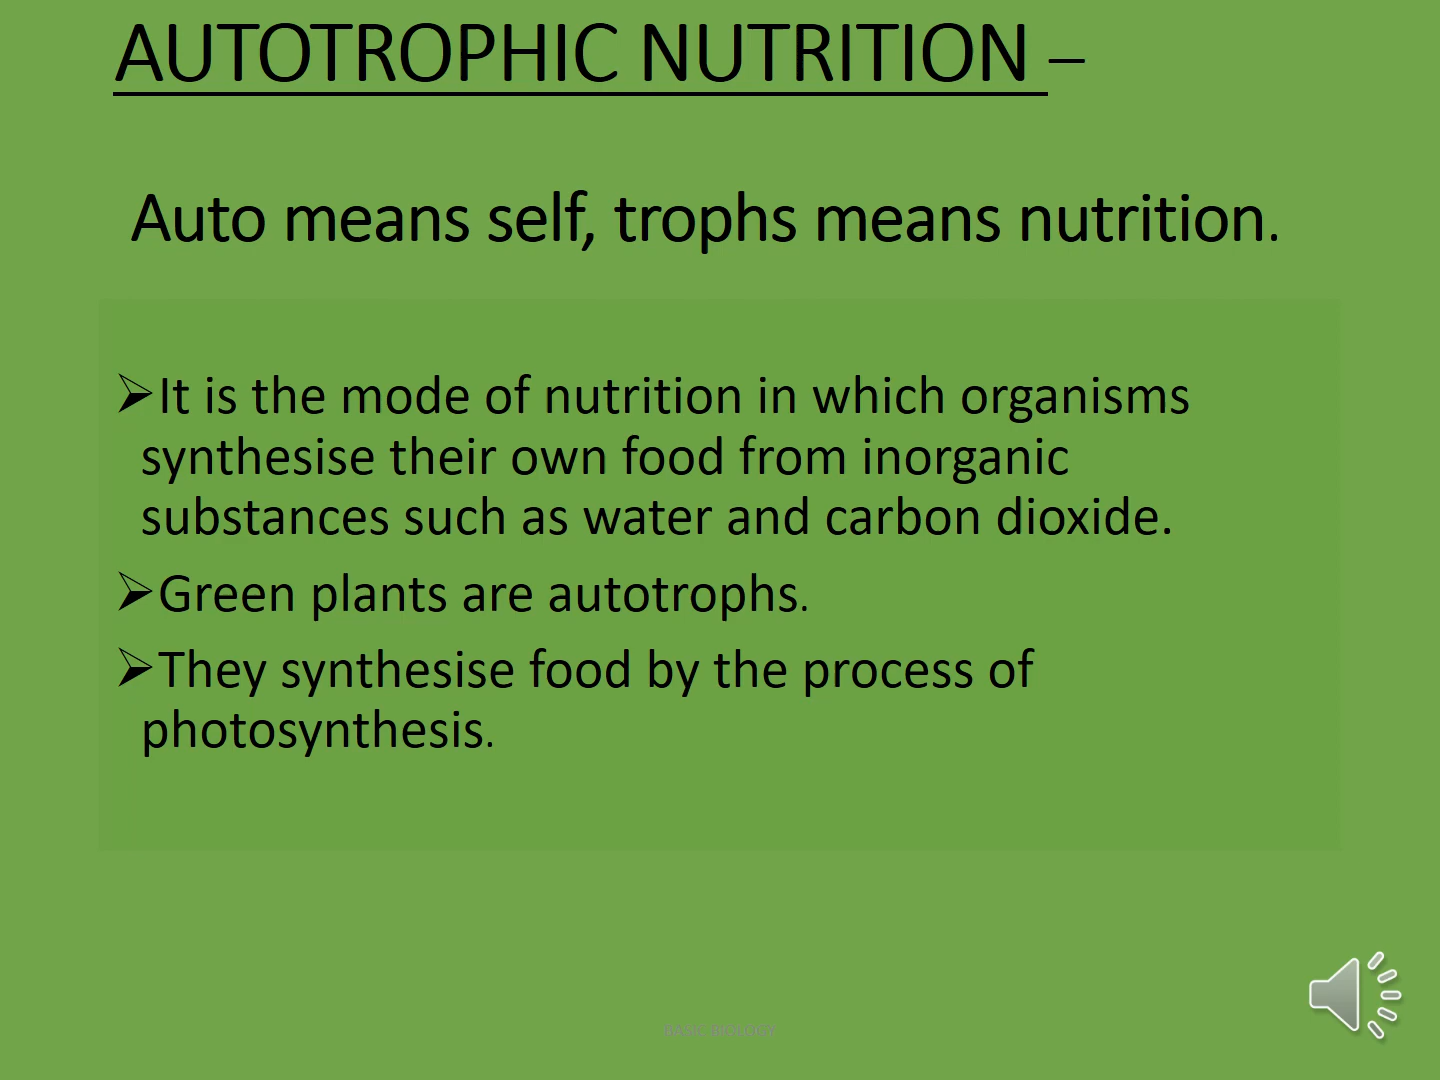 AUTOTROPHIC NUTRITION –
Auto means self, trophs means nutrition.
➢It is the mode of nutrition in which organisms
synthesise their own food from inorganic
substances such as water and carbon dioxide.
➢Green plants are autotrophs.
➢They synthesise food by the process of
photosynthesis.
BIOLOGY